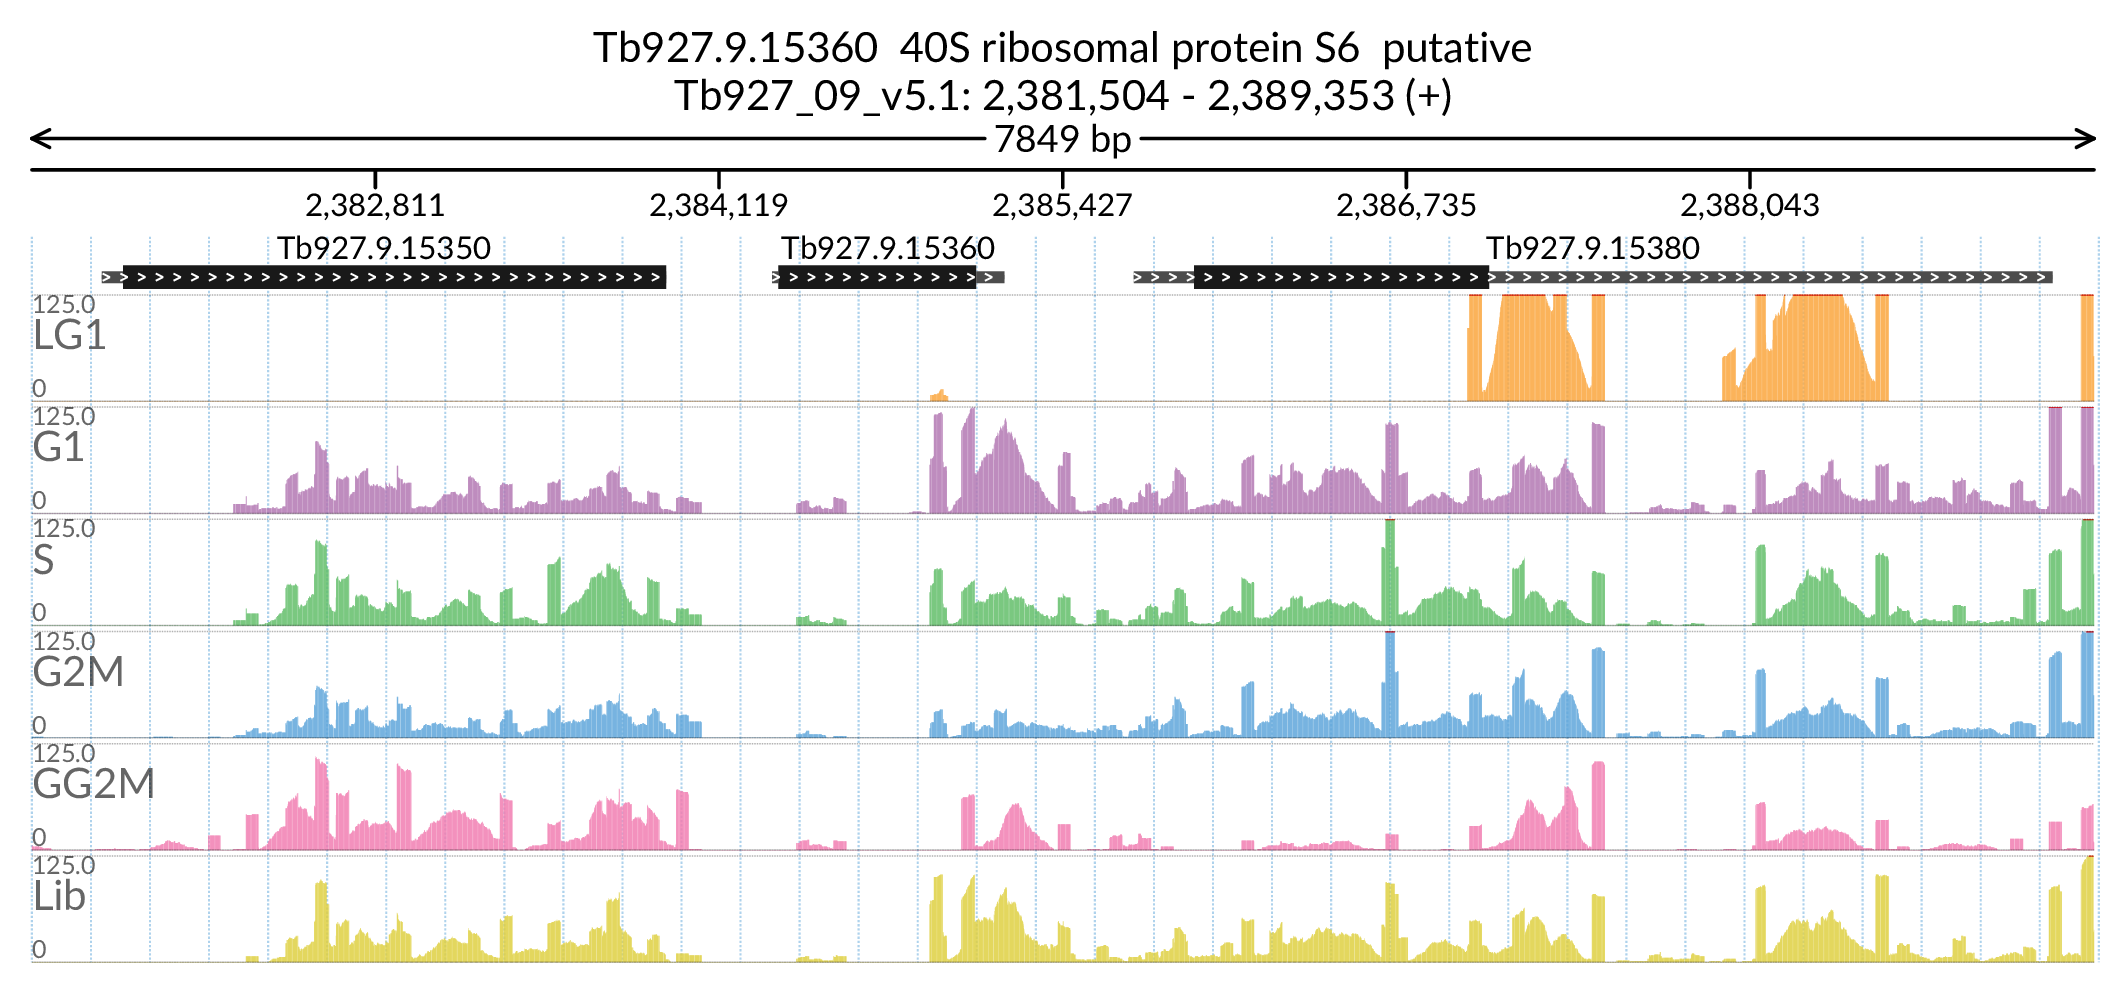 Tb927.9.15360  40S ribosomal protein S6  putative
Tb927_09_v5.1: 2,381,504 - 2,389,353 (+)
7849 bp
2,382,811 2,384,119 2,385,427 2,386,735 2,388,043
Tb927.9.15350 Tb927.9.15360 Tb927.9.15380
125.0
LG1
0
125.0
G1
0
125.0
S
0
125.0
G2M
0
125.0
GG2M
0
125.0
Lib
0